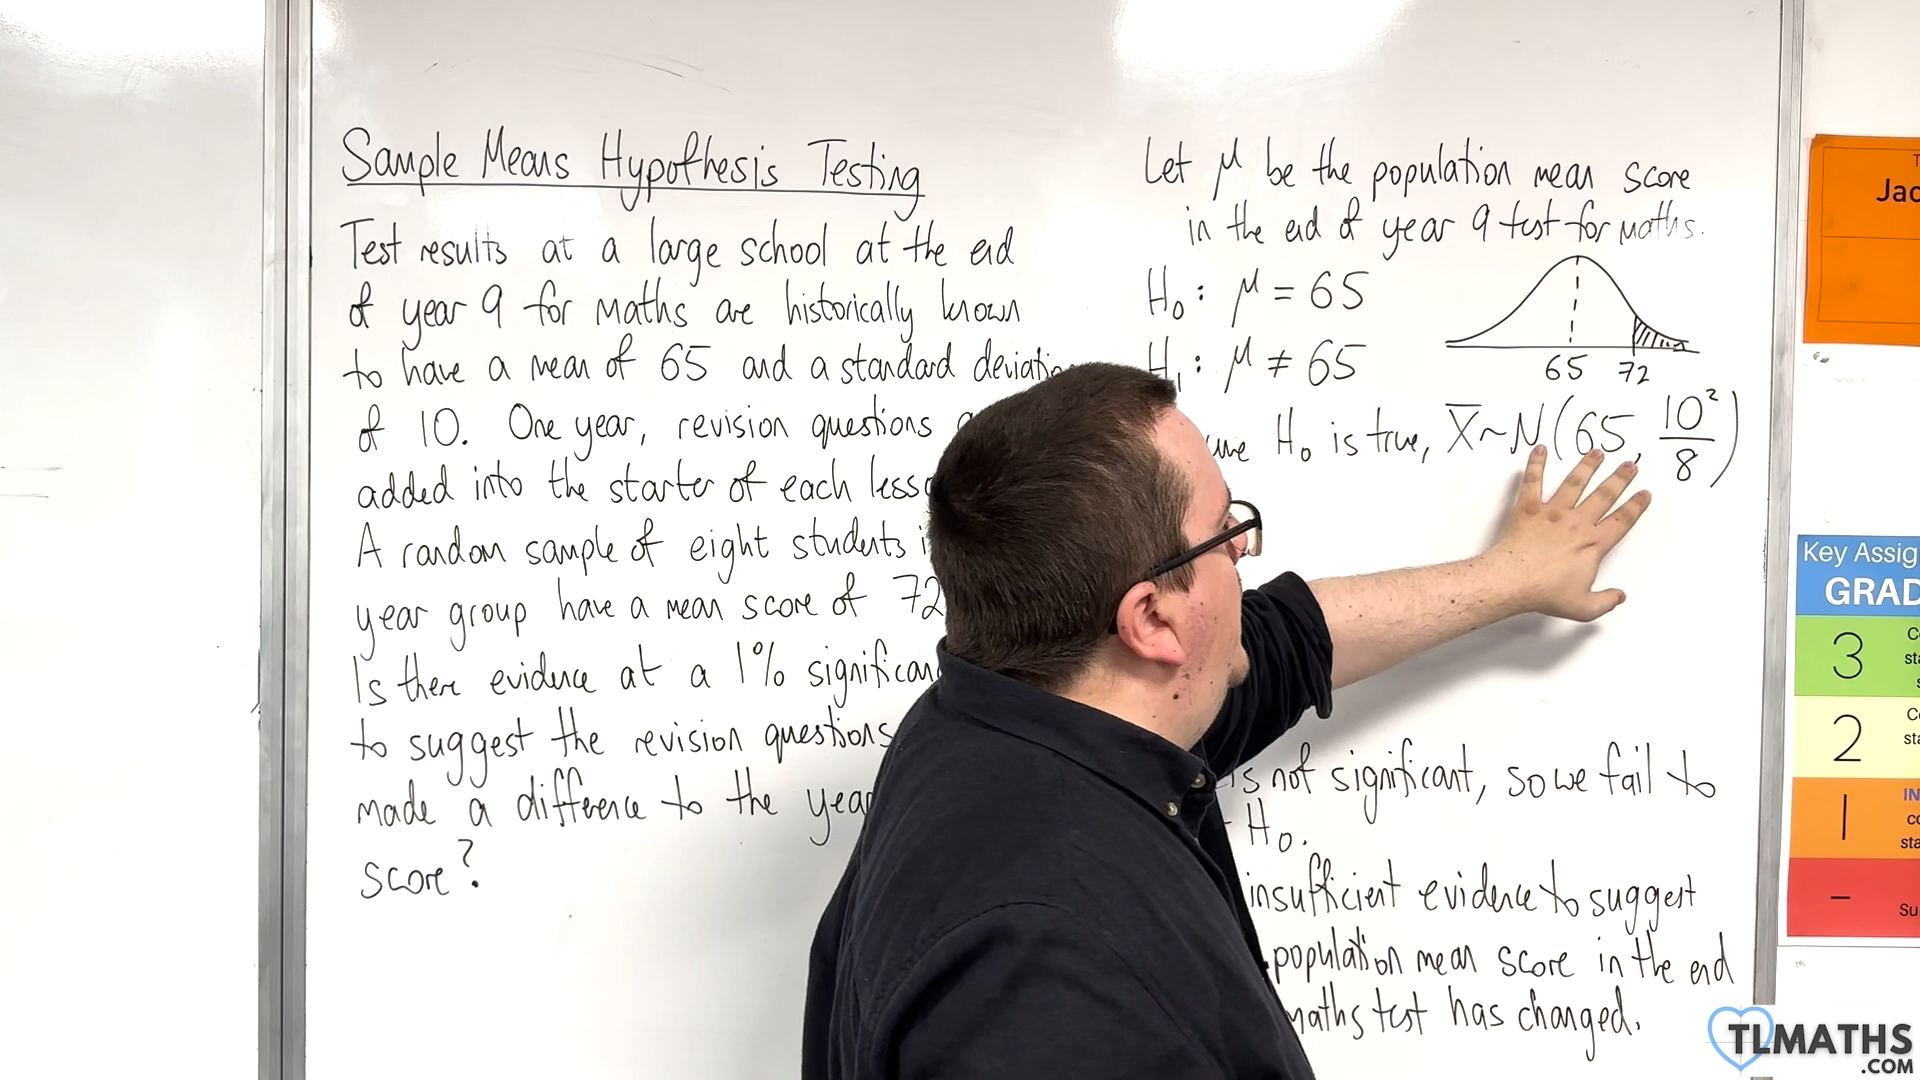 Sample Means Hypothesis Testing
Test results at a large school at the end
of year 9 for maths are historically known
to have a mean of 65 and a standard deviatio
of 10. One year, revision questions
added into the starter of each lesso
A random sample of eight students i
year group have a mean score of 72
Is there evidence at a 1% significan
to suggest the revision questions
made a difference to the year
score?
Let μ be the population mean score
in the end of year 9 test for maths.
H₀ : μ = 65
H₁ : μ ≠ 65
65 72
ume H₀ is true, X̄~N(65, 10²/8)
is not significant, so we fail to
H₀.
insufficient evidence to suggest
population mean score in the end
maths test has changed.
Jac
Key Assig
GRAD
3
2
1
-
IN
Su
TLMATHS
.COM